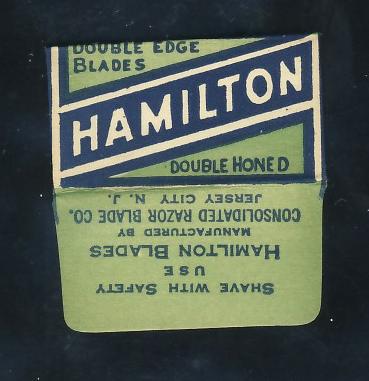 DOUBLE EDGE
BLADES
HAMILTON
DOUBLE HONED
SHAVE WITH SAFETY
USE
HAMILTON BLADES
MANUFACTURED BY
CONSOLIDATED RAZOR BLADE CO.
JERSEY CITY N. J.